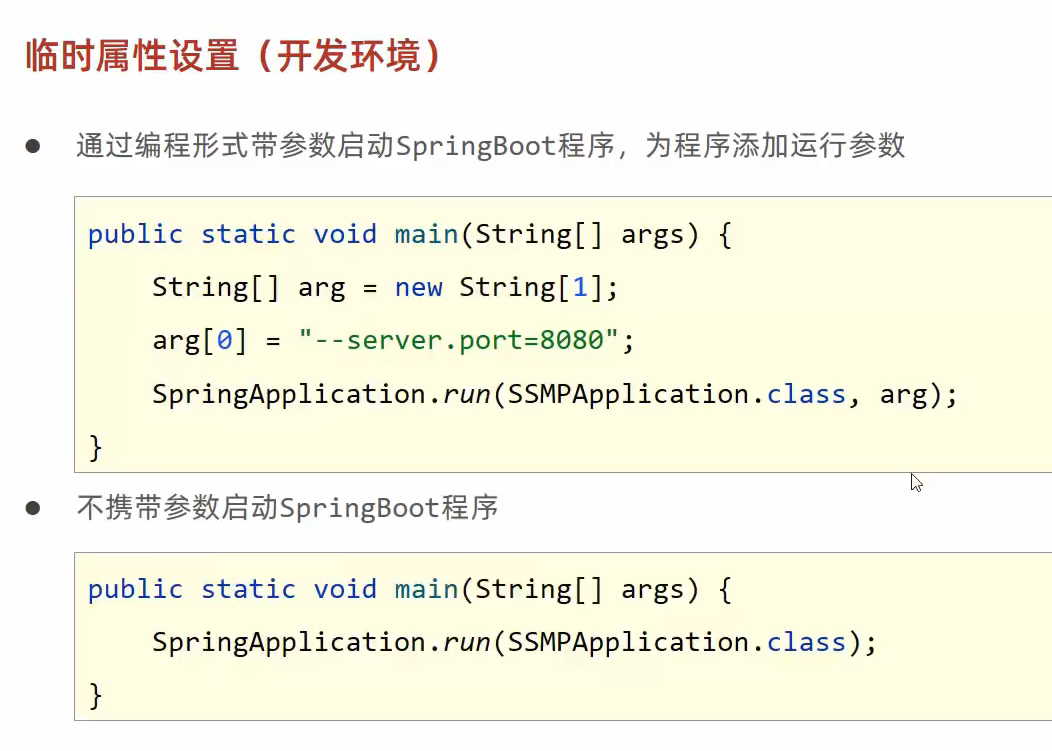 临时属性设置（开发环境）
● 通过编程形式带参数启动SpringBoot程序，为程序添加运行参数
public static void main(String[] args) {
    String[] arg = new String[1];
    arg[0] = "--server.port=8080";
    SpringApplication.run(SSMPApplication.class, arg);
}
● 不携带参数启动SpringBoot程序
public static void main(String[] args) {
    SpringApplication.run(SSMPApplication.class);
}